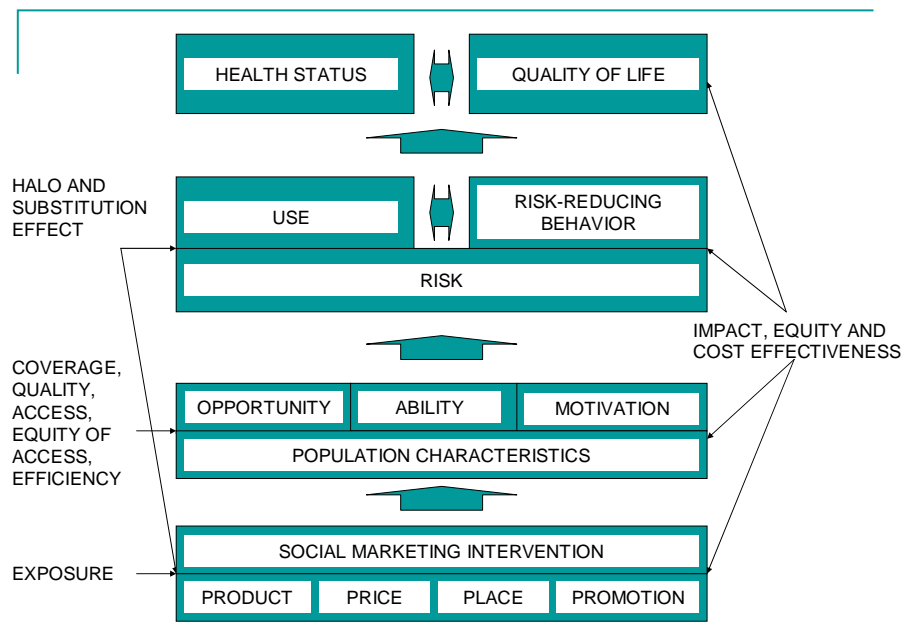 HEALTH STATUS
QUALITY OF LIFE
HALO AND
SUBSTITUTION
EFFECT
USE
RISK-REDUCING
BEHAVIOR
RISK
IMPACT, EQUITY AND
COST EFFECTIVENESS
COVERAGE,
QUALITY,
ACCESS,
EQUITY OF
ACCESS,
EFFICIENCY
OPPORTUNITY
ABILITY
MOTIVATION
POPULATION CHARACTERISTICS
SOCIAL MARKETING INTERVENTION
EXPOSURE
PRODUCT
PRICE
PLACE
PROMOTION